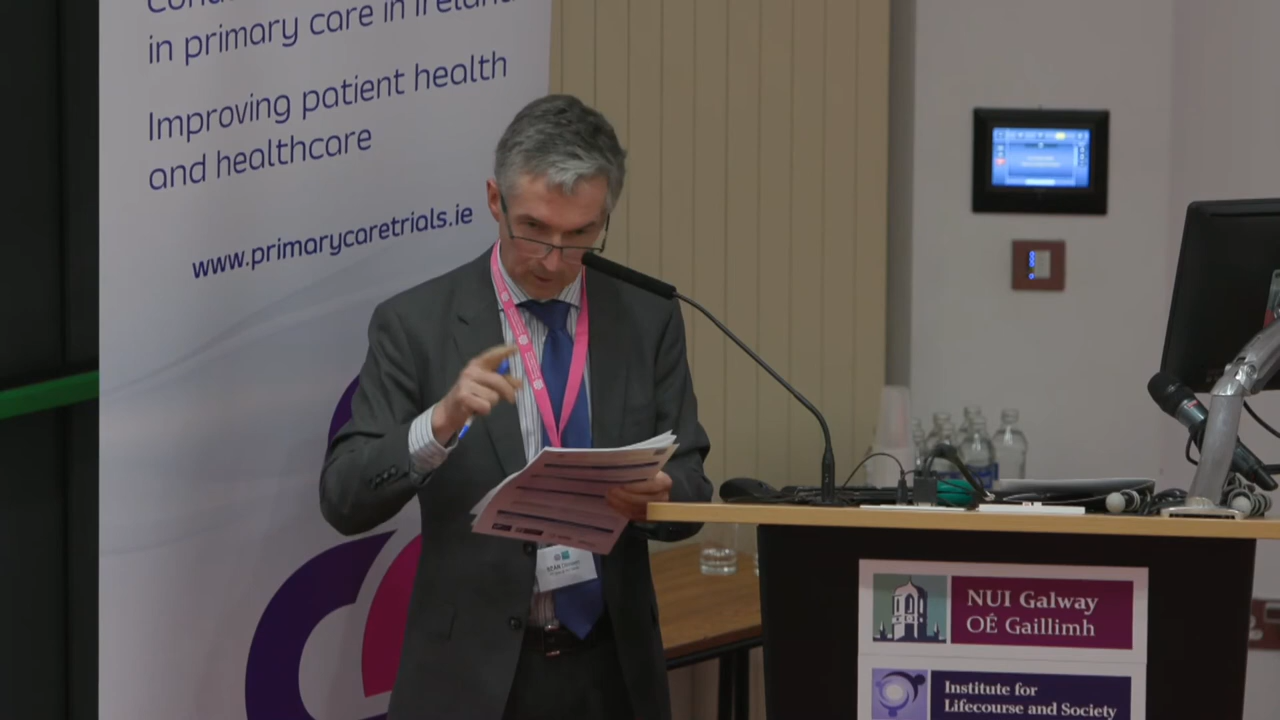 in primary care in Ireland
Improving patient health
and healthcare
www.primarycaretrials.ie
NUI Galway
OÉ Gaillimh
Institute for
Lifecourse and Society